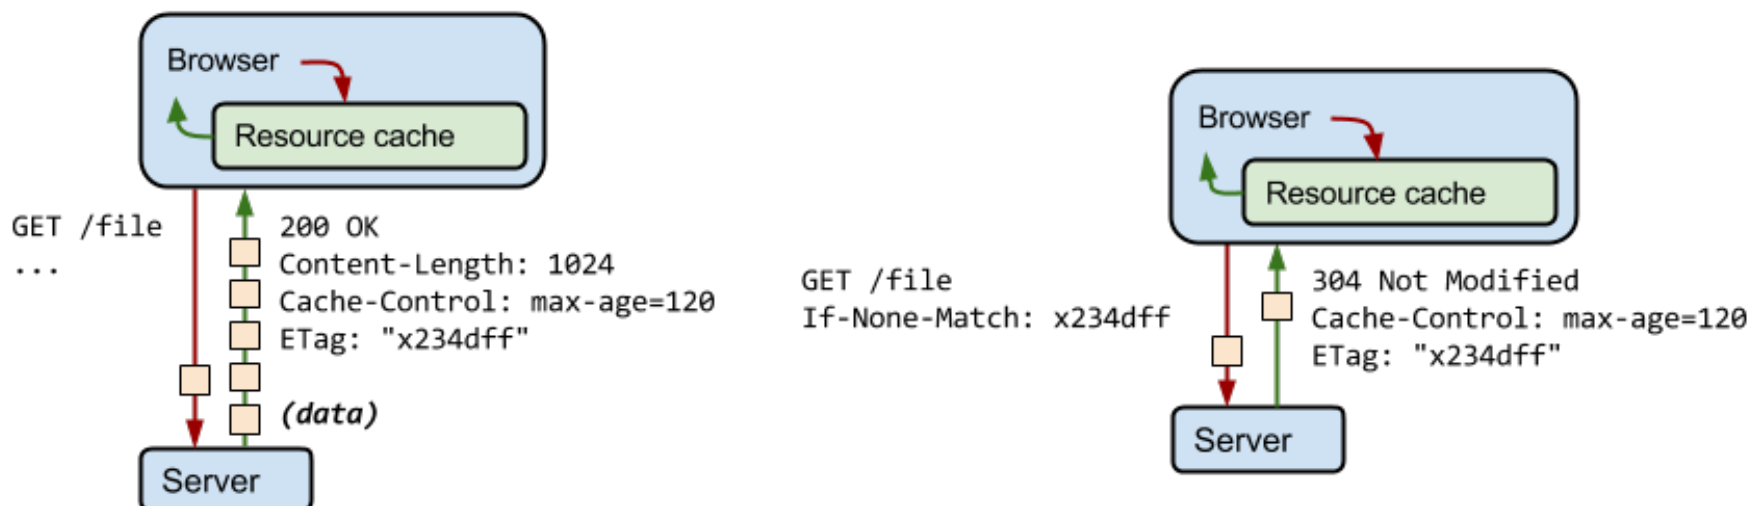 Browser
Resource cache
GET /file
...
200 OK
Content-Length: 1024
Cache-Control: max-age=120
ETag: "x234dff"
(data)
Server
Browser
Resource cache
GET /file
If-None-Match: x234dff
304 Not Modified
Cache-Control: max-age=120
ETag: "x234dff"
Server